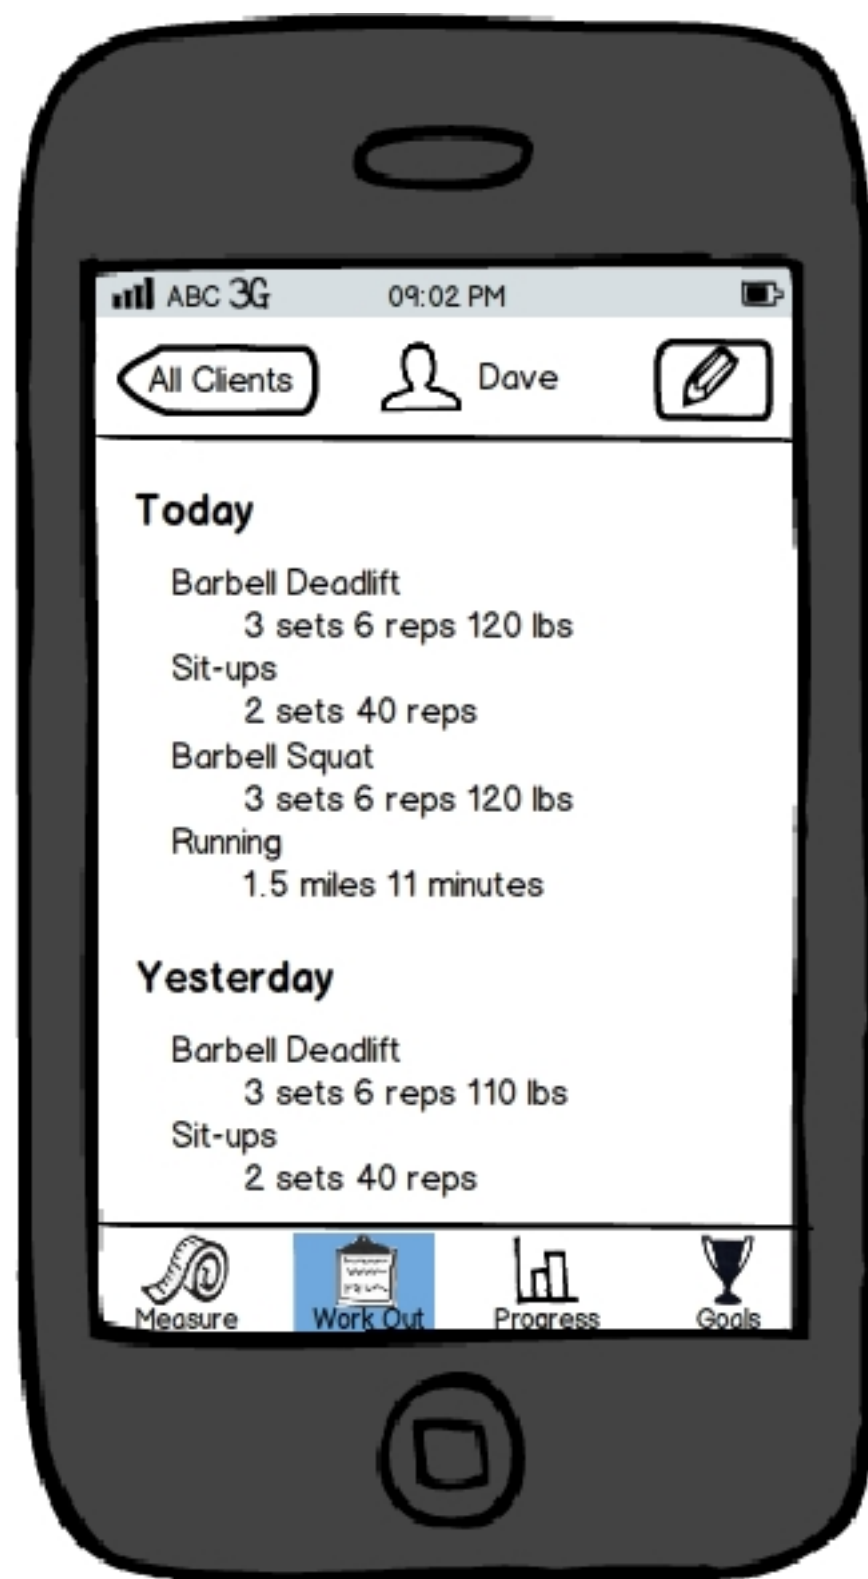 ABC 3G 09:02 PM
All Clients Dave
Today
Barbell Deadlift
3 sets 6 reps 120 lbs
Sit-ups
2 sets 40 reps
Barbell Squat
3 sets 6 reps 120 lbs
Running
1.5 miles 11 minutes
Yesterday
Barbell Deadlift
3 sets 6 reps 110 lbs
Sit-ups
2 sets 40 reps
Measure Work Out Progress Goals